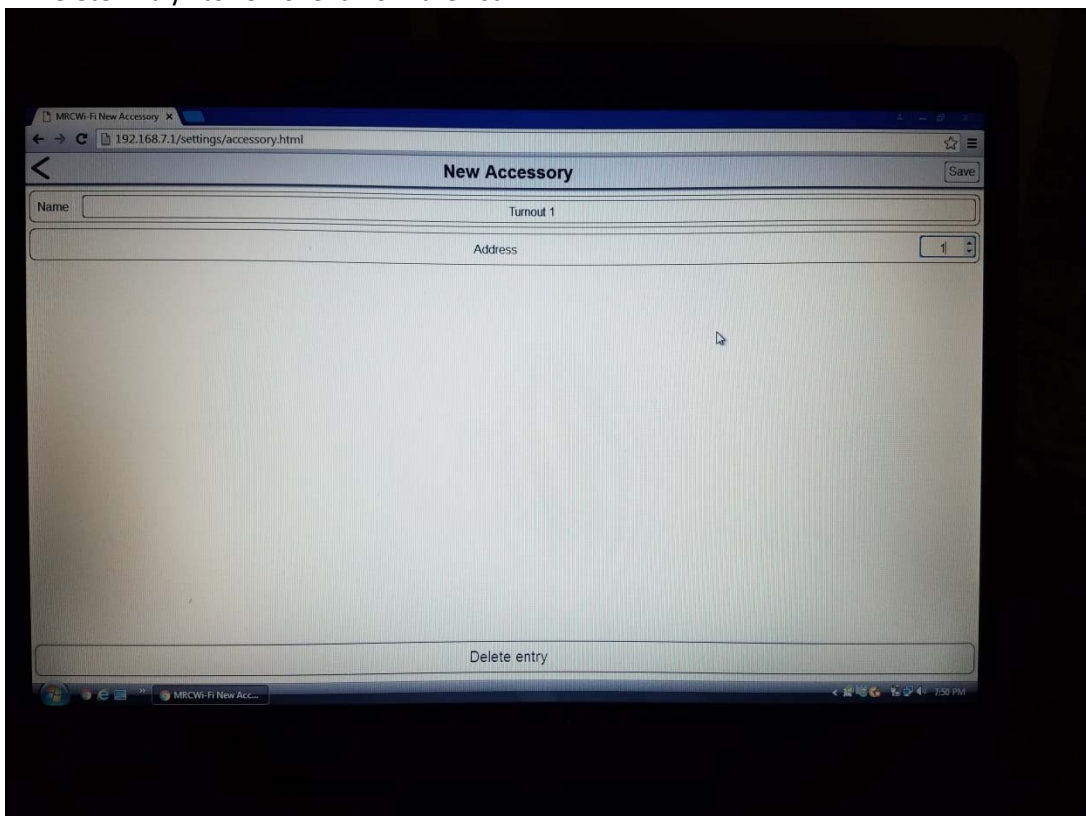 MRCWi-Fi New Accessory ×
192.168.7.1/settings/accessory.html
New Accessory
Save
Name
Turnout 1
Address
1
Delete entry
MRCWi-Fi New Acc...
7:50 PM